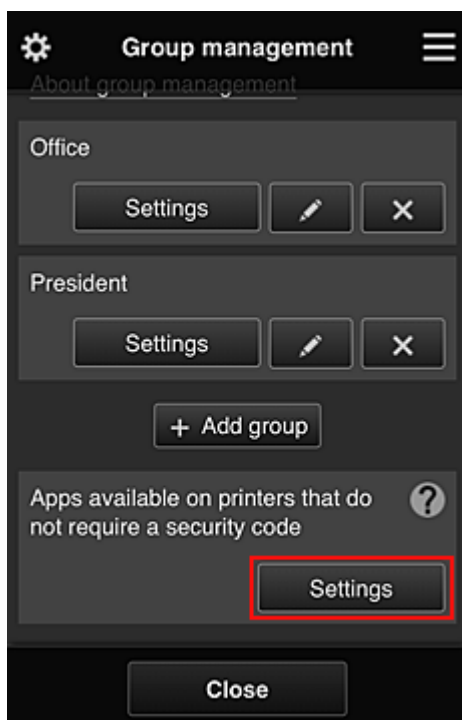 Group management
About group management
Office
Settings
President
Settings
+ Add group
Apps available on printers that do
not require a security code
?
Settings
Close